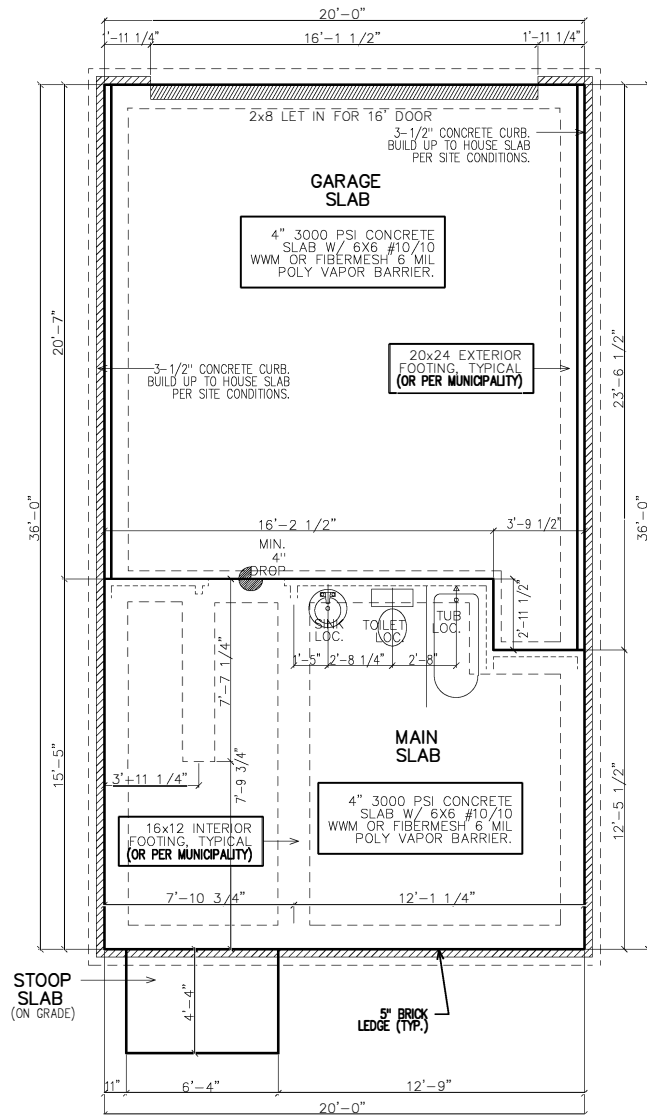 20'-0"
1'-11 1/4"
16'-1 1/2"
1'-11 1/4"
2x8 LET IN FOR 16' DOOR
3-1/2" CONCRETE CURB.
BUILD UP TO HOUSE SLAB
PER SITE CONDITIONS.
GARAGE
SLAB
4" 3000 PSI CONCRETE
SLAB W/ 6X6 #10/10
WWM OR FIBERMESH 6 MIL
POLY VAPOR BARRIER.
20'-7"
20x24 EXTERIOR
FOOTING, TYPICAL
(OR PER MUNICIPALITY)
23'-6 1/2"
3-1/2" CONCRETE CURB.
BUILD UP TO HOUSE SLAB
PER SITE CONDITIONS.
36'-0"
36'-0"
16'-2 1/2"
3'-9 1/2"
MIN.
4"
DROP
SINK
LOC.
TOILET
LOC.
TUB
LOC.
2'-11 1/2"
1'-5"
2'-8 1/4"
2'-8"
7'-7 1/4"
MAIN
SLAB
15'-5"
3'-11 1/4"
7'-9 3/4"
4" 3000 PSI CONCRETE
SLAB W/ 6X6 #10/10
WWM OR FIBERMESH 6 MIL
POLY VAPOR BARRIER.
12'-5 1/2"
16x12 INTERIOR
FOOTING, TYPICAL
(OR PER MUNICIPALITY)
7'-10 3/4"
12'-1 1/4"
STOOP
SLAB
(ON GRADE)
4'-4"
5" BRICK
LEDGE (TYP.)
11"
6'-4"
12'-9"
20'-0"